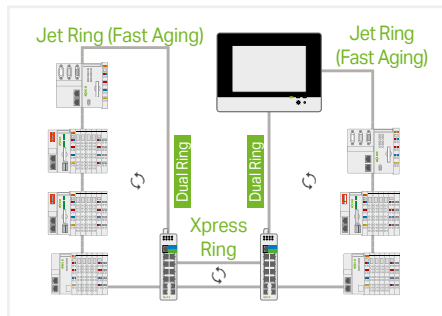 Jet Ring (Fast Aging)
Jet Ring
(Fast Aging)
Dual Ring
Dual Ring
Xpress
Ring